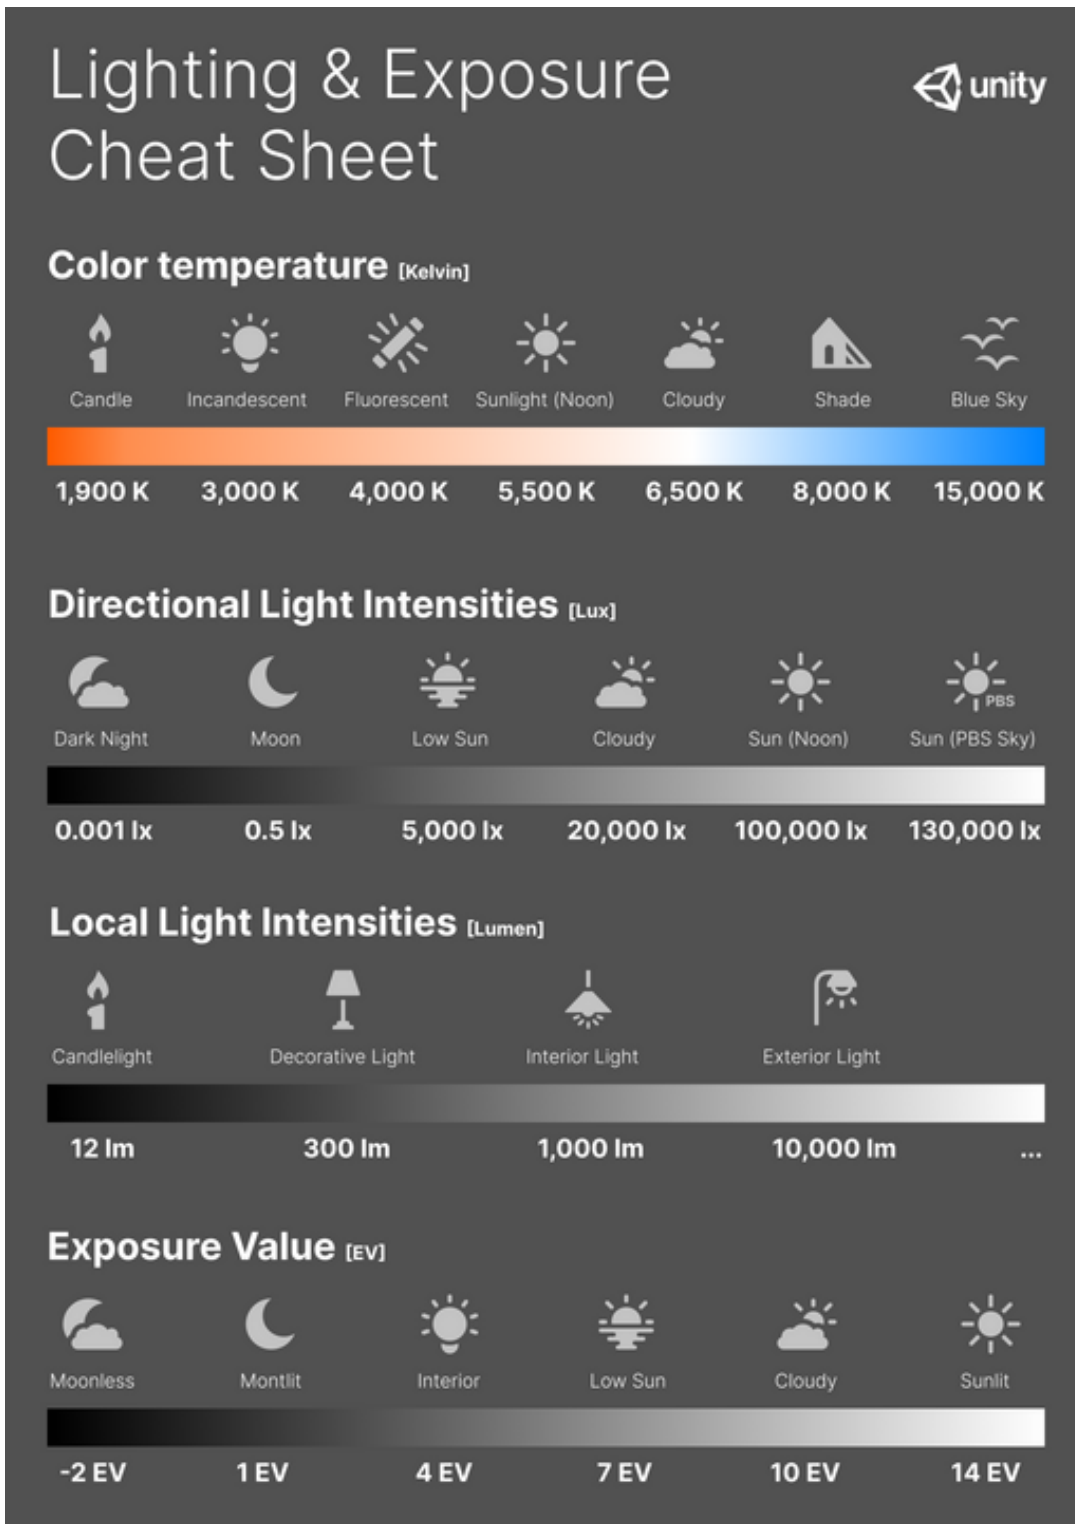 Lighting & Exposure
Cheat Sheet
unity
Color temperature [Kelvin]
Candle Incandescent Fluorescent Sunlight (Noon) Cloudy Shade Blue Sky
1,900 K 3,000 K 4,000 K 5,500 K 6,500 K 8,000 K 15,000 K
Directional Light Intensities [Lux]
PBS
Dark Night Moon Low Sun Cloudy Sun (Noon) Sun (PBS Sky)
0.001 lx 0.5 lx 5,000 lx 20,000 lx 100,000 lx 130,000 lx
Local Light Intensities [Lumen]
Candlelight Decorative Light Interior Light Exterior Light
12 lm 300 lm 1,000 lm 10,000 lm ...
Exposure Value [EV]
Moonless Montlit Interior Low Sun Cloudy Sunlit
-2 EV 1 EV 4 EV 7 EV 10 EV 14 EV